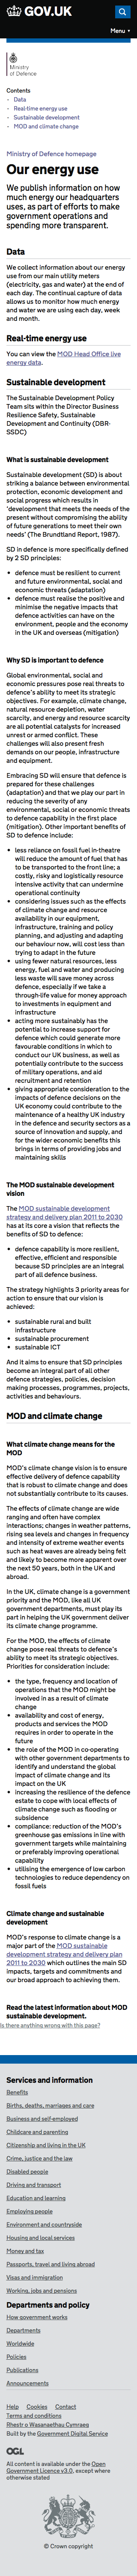 GOV.UK
Menu
Ministry
of Defence
Contents
Data
Real-time energy use
Sustainable development
MOD and climate change
Ministry of Defence homepage
Our energy use
We publish information on how
much energy our headquarters
uses, as part of efforts to make
government operations and
spending more transparent.
Data
We collect information about our energy
use from our main utility meters
(electricity, gas and water) at the end of
each day. The continual capture of data
allows us to monitor how much energy
and water we are using each day, week
and month.
Real-time energy use
You can view the MOD Head Office live
energy data.
Sustainable development
The Sustainable Development Policy
Team sits within the Directorate Business
Resilience Safety, Sustainable
Development and Continuity (DBR-
SSDC)
What is sustainable development
Sustainable development (SD) is about
striking a balance between environmental
protection, economic development and
social progress which results in
‘development that meets the needs of the
present without compromising the ability
of future generations to meet their own
needs’ (The Brundtland Report, 1987).
SD in defence is more specifically defined
by 2 SD principles:
defence must be resilient to current
and future environmental, social and
economic threats (adaptation)
defence must realise the positive and
minimise the negative impacts that
defence activities can have on the
environment, people and the economy
in the UK and overseas (mitigation)
Why SD is important to defence
Global environmental, social and
economic pressures pose real threats to
defence’s ability to meet its strategic
objectives. For example, climate change,
natural resource depletion and scarcity,
energy and resource volatility
and potential shortages can increase civil
unrest and conflict. These
challenges will also present fresh
demands on our people, infrastructure
and equipment.
Embracing SD will ensure that defence is
prepared for these challenges
(adaptation) and that we play our part in
reducing the severity of any
environmental, social or economic threats
to defence capability in the first place
(mitigation). Other important benefits of
SD to defence include:
less reliance on fossil fuel in-theatre
will reduce the amount of fuel that has
to be transported to the front line; a
costly, risky and logistically resource
intensive activity that can undermine
operational continuity
considering issues such as the effects
of climate change and resource
availability on our equipment,
infrastructure, training and policy
planning, and adjusting and adapting
our behaviour now, will cost less than
trying to adapt in the future
using fewer natural resources, less
energy, fuel and water and producing
less waste will save money across
defence, especially if we take a
through-life value for money approach
to investments in equipment and
infrastructure
acting more sustainably has the
potential to increase support for
defence which could generate more
favourable conditions in which to
conduct our UK business as well as
potentially contribute to the success
of military operations, and aid
recruitment and retention
giving appropriate consideration to the
impacts of defence decisions on the
UK economy could contribute to the
maintenance of a healthy UK industry
in defence and in the security sectors
as a source of innovation and supply,
for the wider economic benefits that
brings in terms of jobs and
maintaining skills
The MOD sustainable development
vision
The MOD sustainable development
strategy and delivery plan 2011 to 2030
has at its core a vision that reflects the
benefits of SD to defence:
defence capability is more resilient,
effective, efficient and responsible
because SD principles are an integral
part of all defence business.
The strategy highlights 3 priority areas for
action to ensure that our vision is
achieved:
sustainable rural and built
infrastructure
sustainable procurement
sustainable ICT
And it aims to ensure that SD principles
become an integral part of all other
defence strategies, policies, decision
making processes, programmes, projects,
activities and behaviours.
MOD and climate change
What climate change means for the
MOD
MOD’s climate change vision is to ensure
effective delivery of defence capability
that is robust to climate change and does
not substantially contribute to its causes.
The effects of climate change are wide
ranging and often have complex
interactions; changes in weather patterns,
rising sea levels and changes in frequency
and intensity of extreme weather events
such as heat waves are already being felt
and likely to become more apparent over
the next 50 years, both in the UK and
abroad.
In the UK, climate change is a government
priority and the MOD, like all UK
government departments, must play its
part in helping the UK government deliver
its climate change programme.
For the MOD, the effects of climate
change pose real threats to defence’s
ability to meet its strategic objectives.
Priorities for consideration include:
the type, frequency and location of
operations that the MOD might be
involved in as a result of climate
change
availability and cost of energy,
products and services the MOD
requires in order to operate in the
future
the role of the MOD in co-operating
with other government departments to
identify and understand the global
impact of climate change and its
impact on the UK
increasing the resilience of the defence
estate to cope with local effects of
climate change such as flooding or
subsidence
compliance: reduction of the MOD’s
greenhouse gas emissions in line with
government targets while maintaining
or preferably improving operational
capability
utilising the emergence of low carbon
technologies to reduce dependency on
fossil fuels
Climate change and sustainable
development
MOD’s response to climate change is a
major part of the MOD sustainable
development strategy and delivery plan
2011 to 2030 which outlines the main SD
impacts, targets and commitments and
our broad approach to achieving them.
Read the latest information about MOD
sustainable development.
Is there anything wrong with this page?
Services and information
Benefits
Births, deaths, marriages and care
Business and self-employed
Childcare and parenting
Citizenship and living in the UK
Crime, justice and the law
Disabled people
Driving and transport
Education and learning
Employing people
Environment and countryside
Housing and local services
Money and tax
Passports, travel and living abroad
Visas and immigration
Working, jobs and pensions
Departments and policy
How government works
Departments
Worldwide
Policies
Publications
Announcements
Help Cookies Contact
Terms and conditions
Rhestr o Wasanaethau Cymraeg
Built by the Government Digital Service
OGL
All content is available under the Open
Government Licence v3.0, except where
otherwise stated
© Crown copyright